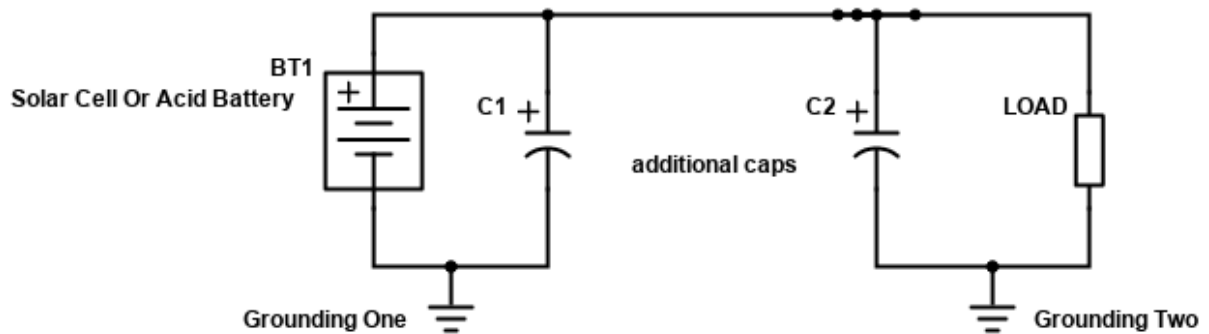 BT1
Solar Cell Or Acid Battery
+
C1 +
additional caps
C2 +
LOAD
Grounding One
Grounding Two